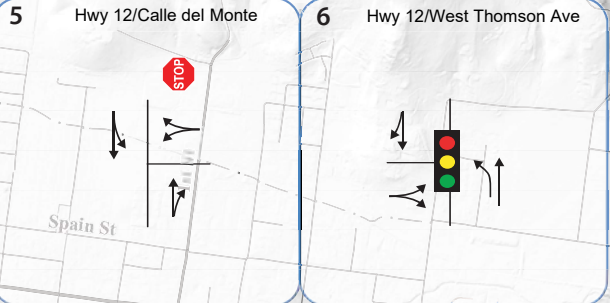 5
Hwy 12/Calle del Monte
6
Hwy 12/West Thomson Ave
STOP
Spain St